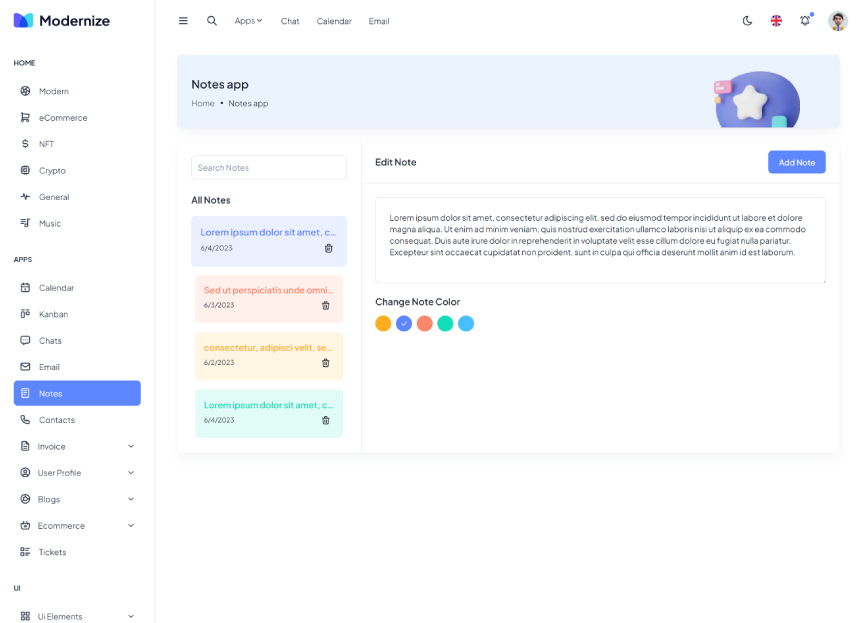 Modernize
Apps
Chat
Calendar
Email
HOME
Modern
eCommerce
NFT
Crypto
General
Music
APPS
Calendar
Kanban
Chats
Email
Notes
Contacts
Invoice
User Profile
Blogs
Ecommerce
Tickets
UI
Ui Elements
Notes app
Home • Notes app
Search Notes
All Notes
Lorem ipsum dolor sit amet, c...
6/4/2023
Sed ut perspiciatis unde omni...
6/3/2023
consectetur, adipisci velit, se...
6/2/2023
Lorem ipsum dolor sit amet, c...
6/4/2023
Edit Note
Add Note
Lorem ipsum dolor sit amet, consectetur adipiscing elit, sed do eiusmod tempor incididunt ut labore et dolore
magna aliqua. Ut enim ad minim veniam, quis nostrud exercitation ullamco laboris nisi ut aliquip ex ea commodo
consequat. Duis aute irure dolor in reprehenderit in voluptate velit esse cillum dolore eu fugiat nulla pariatur.
Excepteur sint occaecat cupidatat non proident, sunt in culpa qui officia deserunt mollit anim id est laborum.
Change Note Color